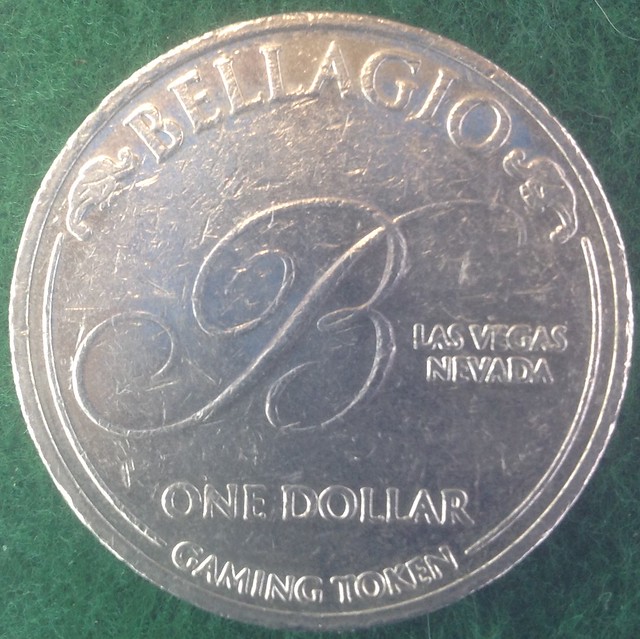 BELLAGIO
B
LAS VEGAS
NEVADA
ONE DOLLAR
GAMING TOKEN